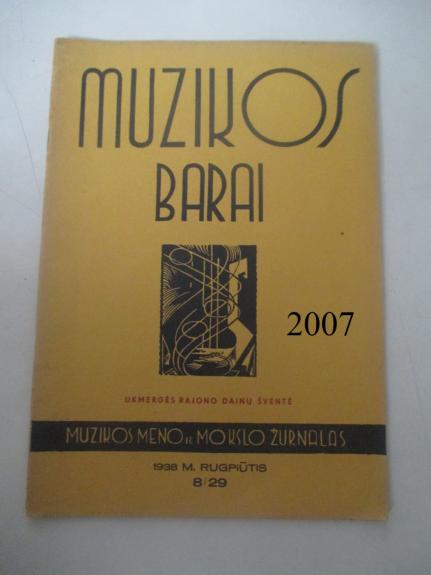 MUZIKOS
BARAI
2007
UKMERGĖS RAJONO DAINŲ ŠVENTĖ
MUZIKOS MENO IR MOKSLO ŽURNALAS
1938 M. RUGPIŪTIS
8/29